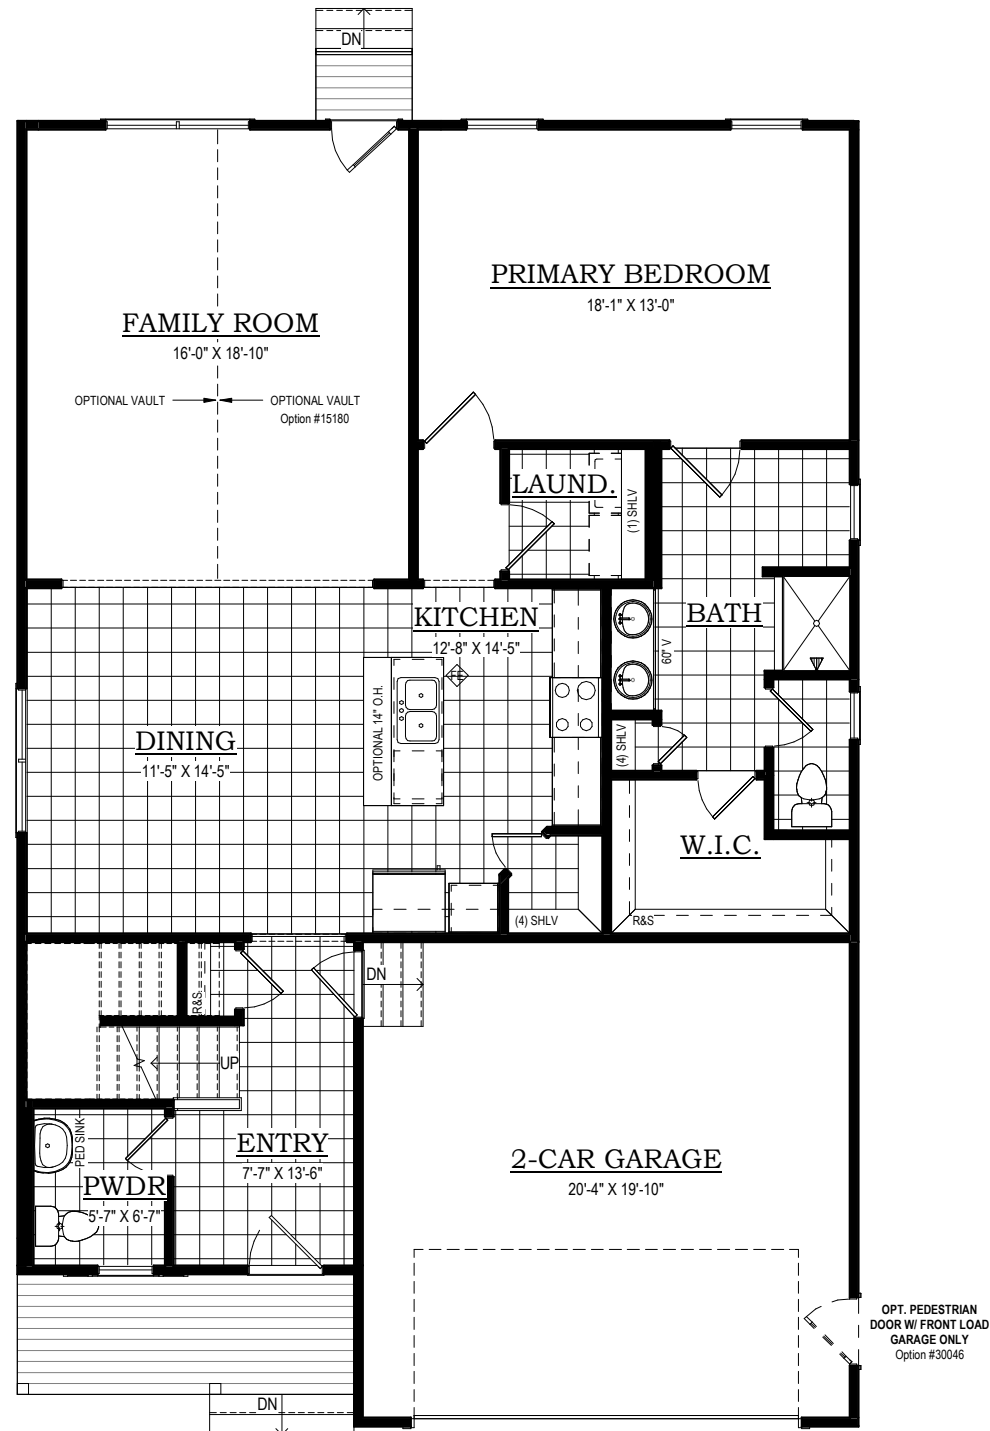 DN
PRIMARY BEDROOM
18'-1" X 13'-0"
FAMILY ROOM
16'-0" X 18'-10"
OPTIONAL VAULT
OPTIONAL VAULT
Option #15180
LAUND.
(1) SHLV
KITCHEN
12'-8" X 14'-5"
BATH
60" V
OPTIONAL 14" O.H.
DINING
11'-5" X 14'-5"
(4) SHLV
W.I.C.
R&S
(4) SHLV
R&S
DN
UP
PED SINK
ENTRY
7'-7" X 13'-6"
PWDR
5'-7" X 6'-7"
2-CAR GARAGE
20'-4" X 19'-10"
OPT. PEDESTRIAN
DOOR W/ FRONT LOAD
GARAGE ONLY
Option #30046
DN